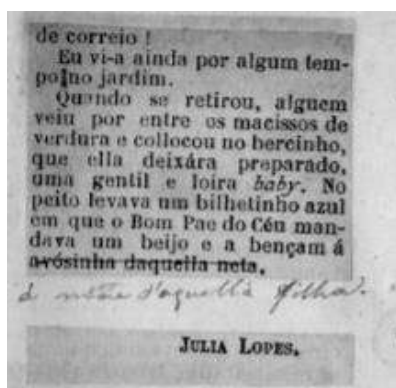 de correio !
Eu vi-a ainda por algum tem-
po no jardim.
Quando se retirou, alguem
veiu por entre os macissos de
verdura e collocou no bercinho,
que ella deixára preparado,
uma gentil e loira baby. No
peito levava um bilhetinho azul
em que o Bom Pae do Céu man-
dava um beijo e a bençam á
avósinha daquella neta.
á mãe d'aquella filha.
JULIA LOPES.